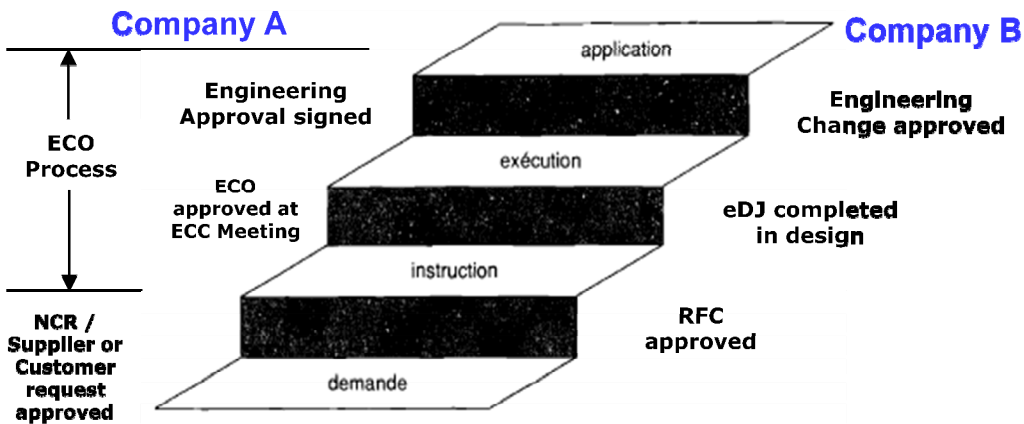 Company A
Company B
application
Engineering
Approval signed
Engineering
Change approved
ECO
Process
exécution
ECO
approved at
ECC Meeting
eDJ completed
in design
instruction
NCR /
Supplier or
Customer
request
approved
RFC
approved
demande